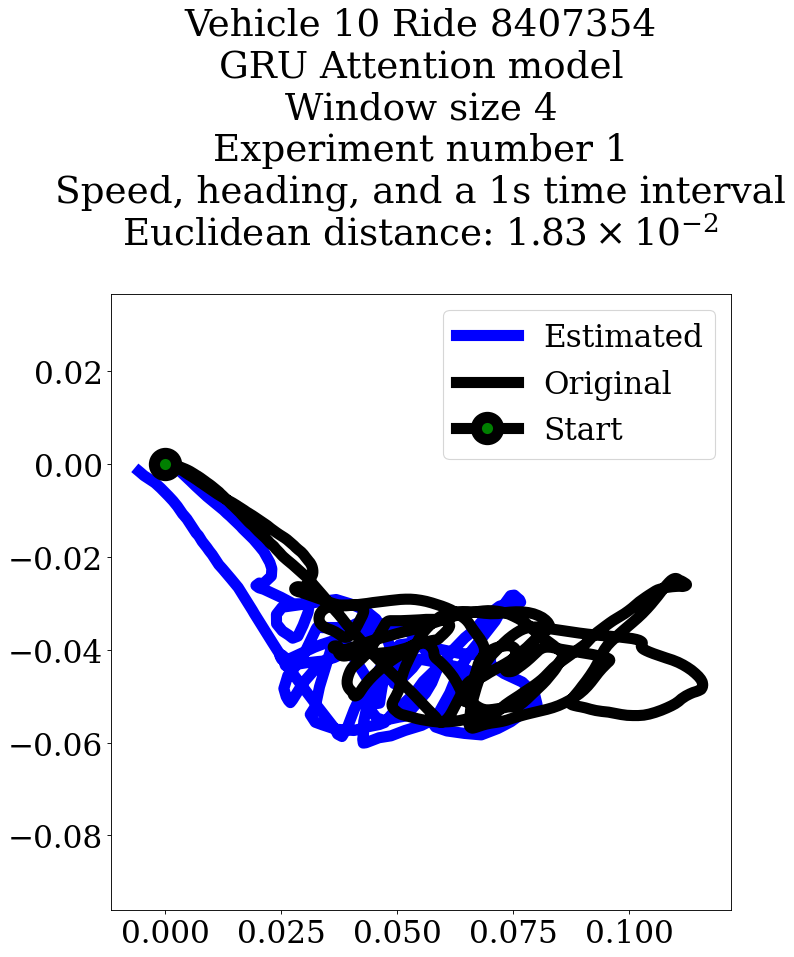 Vehicle 10 Ride 8407354
GRU Attention model
Window size 4
Experiment number 1
Speed, heading, and a 1s time interval
Euclidean distance: 1.83 × 10⁻²
Estimated
Original
Start
0.02
0.00
−0.02
−0.04
−0.06
−0.08
0.000 0.025 0.050 0.075 0.100